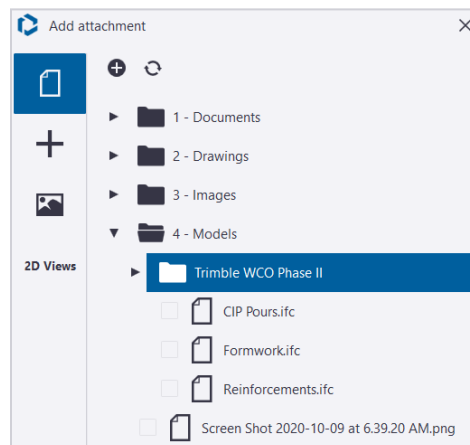 Add attachment
1 - Documents
2 - Drawings
3 - Images
4 - Models
2D Views
Trimble WCO Phase II
CIP Pours.ifc
Formwork.ifc
Reinforcements.ifc
Screen Shot 2020-10-09 at 6.39.20 AM.png